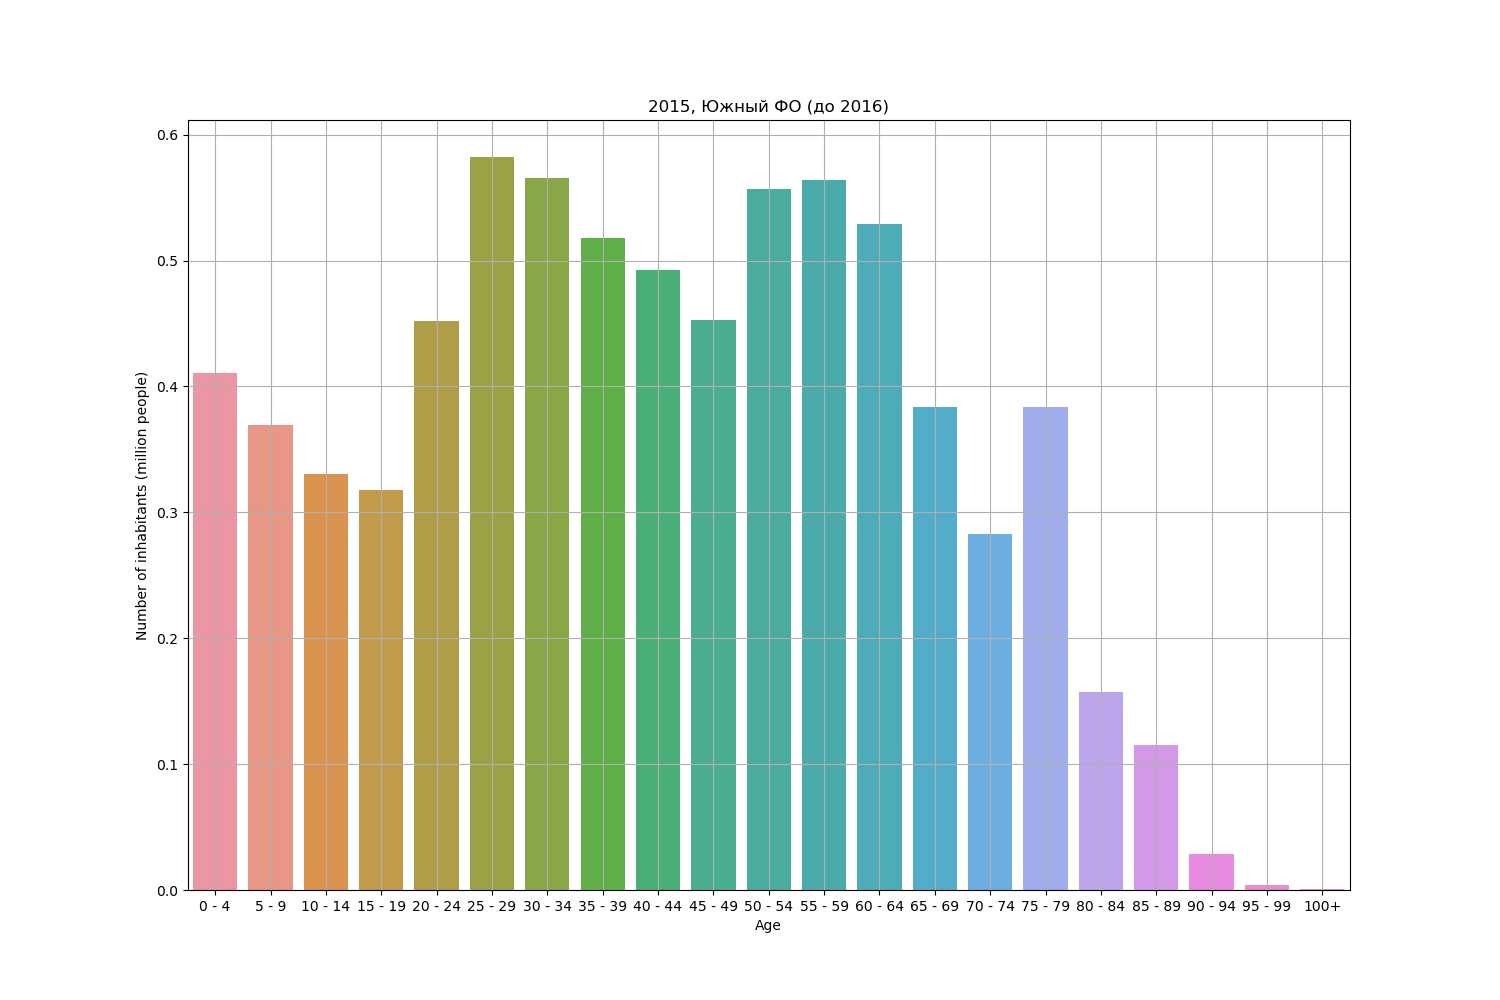 2015, Южный ФО (до 2016)
Number of inhabitants (million people)
0.6
0.5
0.4
0.3
0.2
0.1
0.0
0 - 4 5 - 9 10 - 14 15 - 19 20 - 24 25 - 29 30 - 34 35 - 39 40 - 44 45 - 49 50 - 54 55 - 59 60 - 64 65 - 69 70 - 74 75 - 79 80 - 84 85 - 89 90 - 94 95 - 99 100+
Age